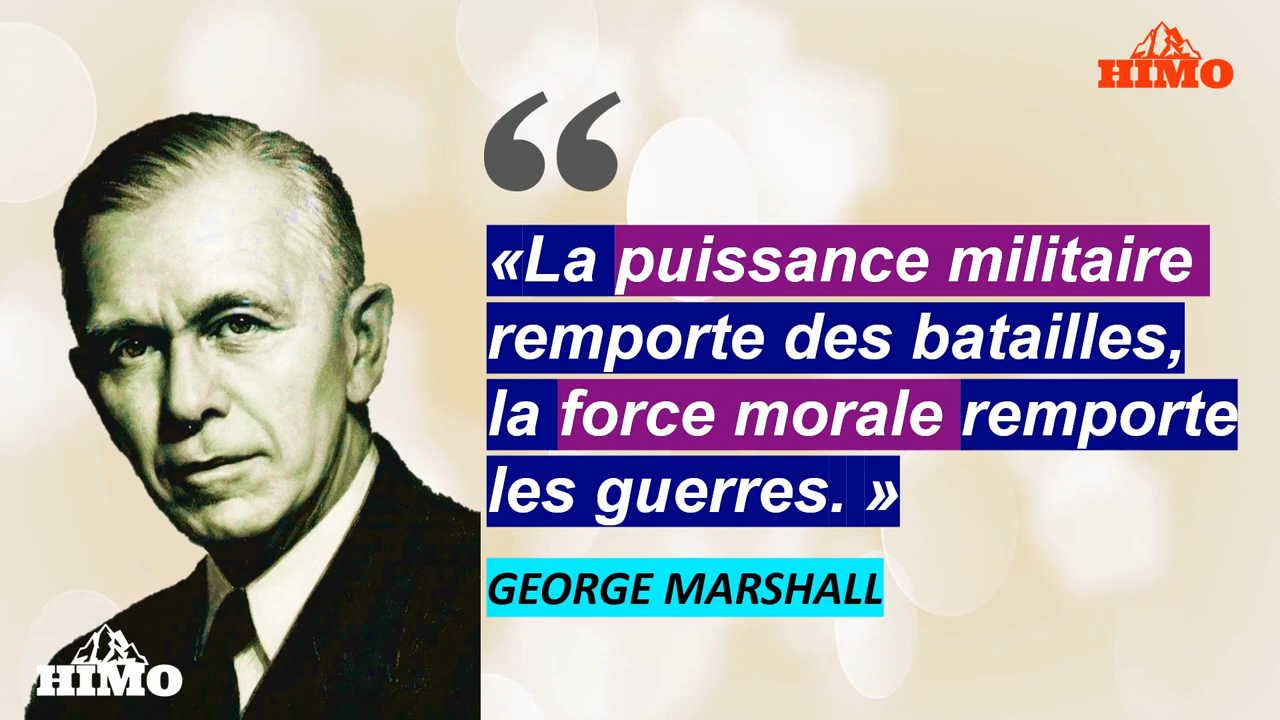 HIMO
“
«La puissance militaire
remporte des batailles,
la force morale remporte
les guerres. »
GEORGE MARSHALL
HIMO